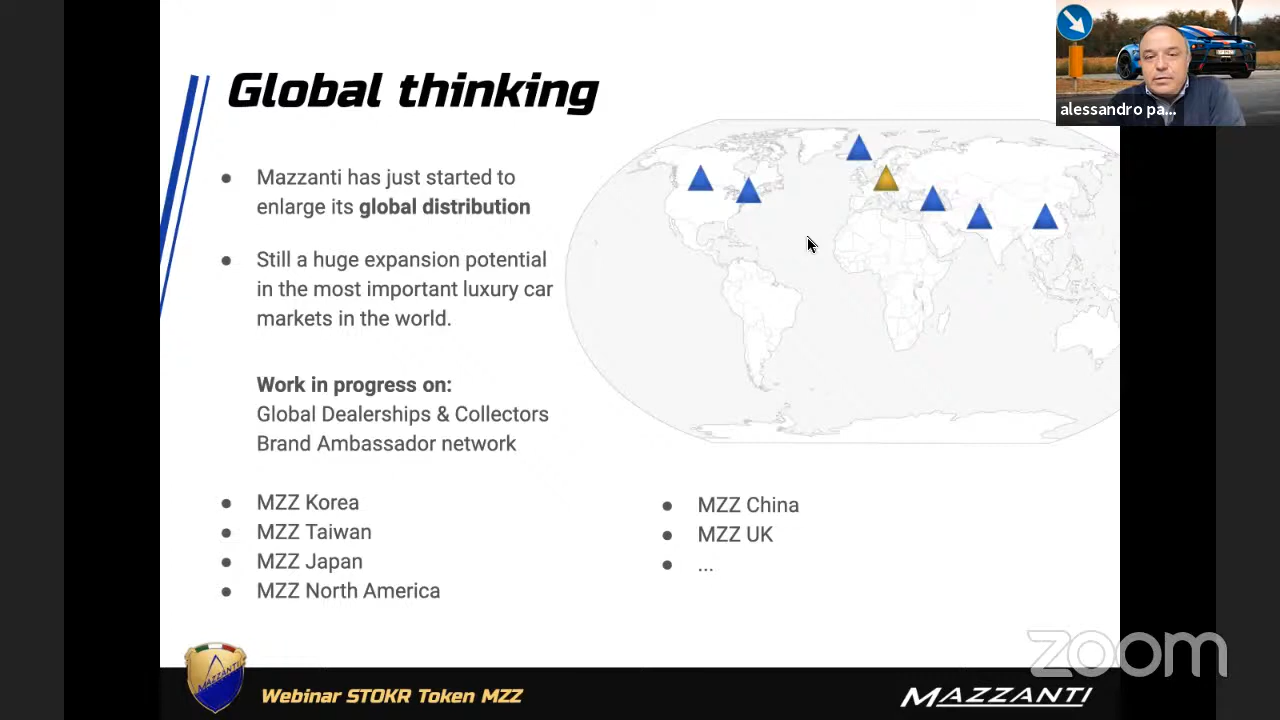 Global thinking
alessandro pa...
Mazzanti has just started to
enlarge its global distribution
Still a huge expansion potential
in the most important luxury car
markets in the world.
Work in progress on:
Global Dealerships & Collectors
Brand Ambassador network
MZZ Korea
MZZ Taiwan
MZZ Japan
MZZ North America
MZZ China
MZZ UK
...
zoom
MAZZANTI
Webinar STOKR Token MZZ
MAZZANTI